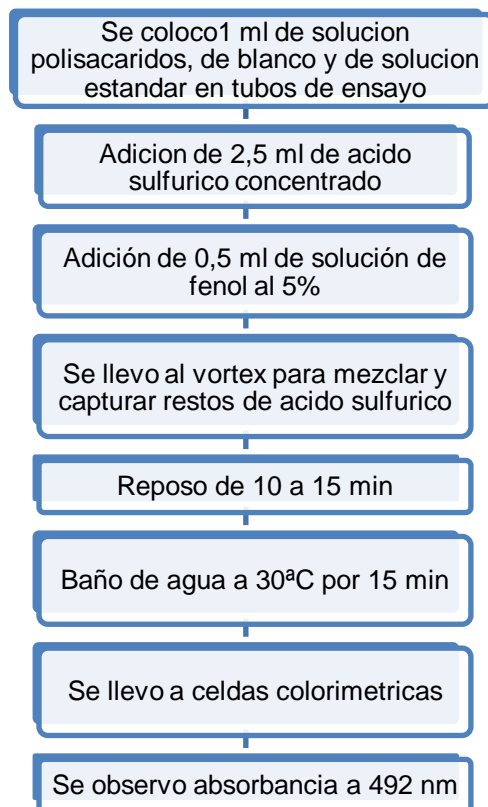 Se coloco1 ml de solucion
polisacaridos, de blanco y de solucion
estandar en tubos de ensayo
Adicion de 2,5 ml de acido
sulfurico concentrado
Adición de 0,5 ml de solución de
fenol al 5%
Se llevo al vortex para mezclar y
capturar restos de acido sulfurico
Reposo de 10 a 15 min
Baño de agua a 30ªC por 15 min
Se llevo a celdas colorimetricas
Se observo absorbancia a 492 nm